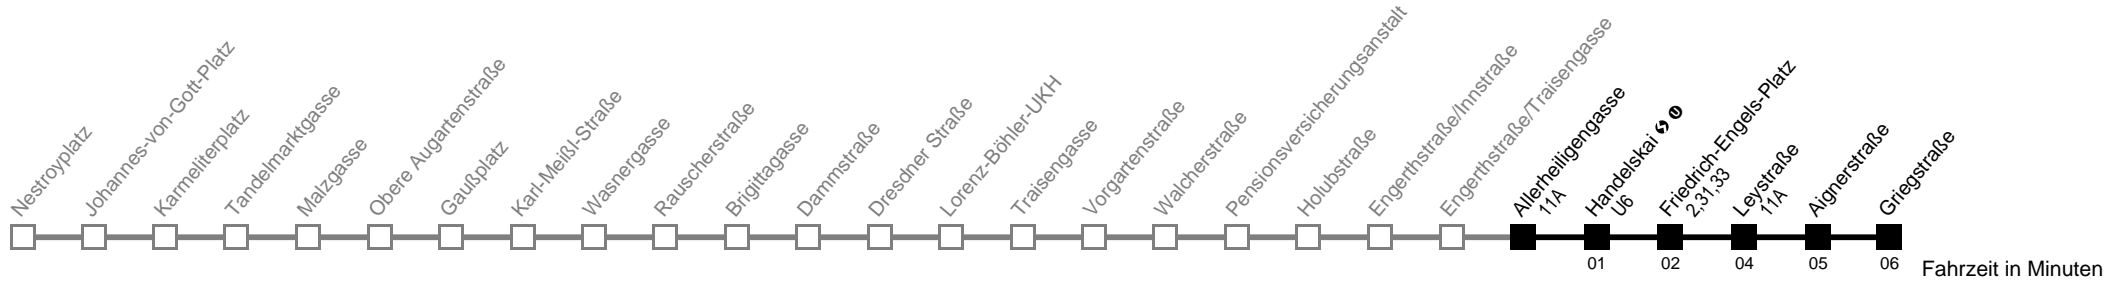 Nestroyplatz
Johannes-von-Gott-Platz
Karmeliterplatz
Tandelmarktgasse
Malzgasse
Obere Augartenstraße
Gaußplatz
Karl-Meißl-Straße
Wasnergasse
Rauscherstraße
Brigittagasse
Dammstraße
Dresdner Straße
Lorenz-Böhler-UKH
Traisengasse
Vorgartenstraße
Walcherstraße
Pensionsversicherungsanstalt
Holubstraße
Engerthstraße/Innstraße
Engerthstraße/Traisengasse
Allerheiligengasse
11A
Handelskai S U
U6
Friedrich-Engels-Platz
2,31,33
Leystraße
11A
Aignerstraße
Griegstraße
01
02
04
05
06
Fahrzeit in Minuten